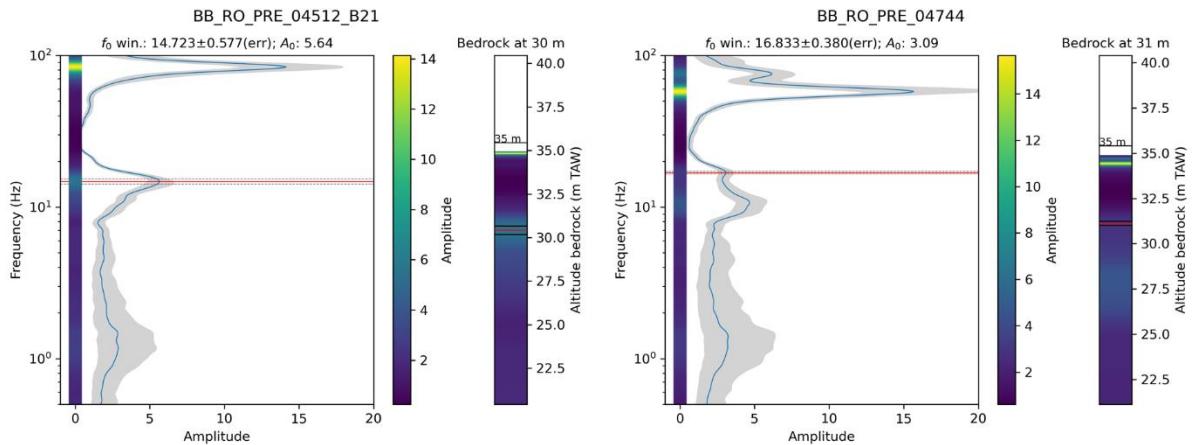 BB_RO_PRE_04512_B21
f0 win.: 14.723±0.577(err); A0: 5.64
Bedrock at 30 m
10²
10¹
10⁰
Frequency (Hz)
0 5 10 15 20
Amplitude
14
12
10
8
6
4
2
Amplitude
35 m
40.0
37.5
35.0
32.5
30.0
27.5
25.0
22.5
Altitude bedrock (m TAW)
BB_RO_PRE_04744
f0 win.: 16.833±0.380(err); A0: 3.09
Bedrock at 31 m
10²
10¹
10⁰
Frequency (Hz)
0 5 10 15 20
Amplitude
14
12
10
8
6
4
2
Amplitude
35 m
40.0
37.5
35.0
32.5
30.0
27.5
25.0
22.5
Altitude bedrock (m TAW)